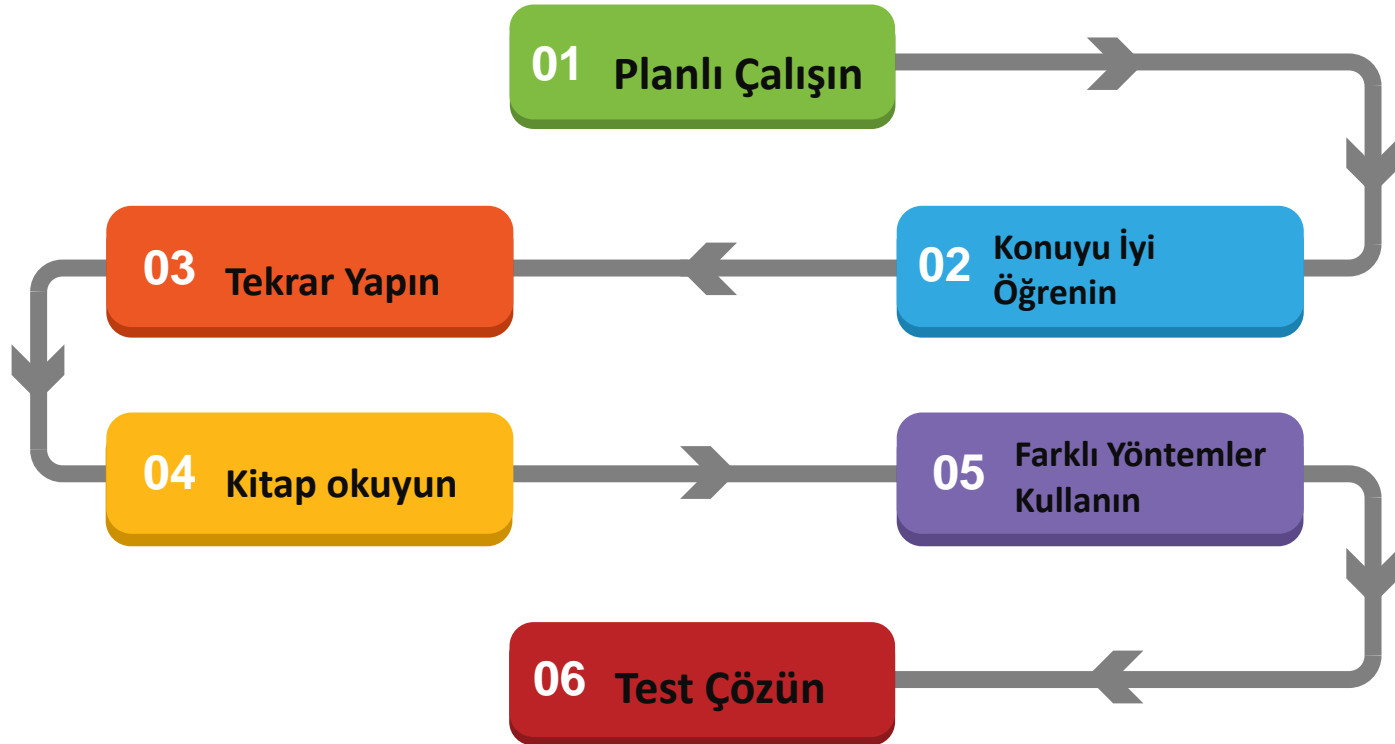 01 Planlı Çalışın
02 Konuyu İyi
Öğrenin
03 Tekrar Yapın
04 Kitap okuyun
05 Farklı Yöntemler
Kullanın
06 Test Çözün